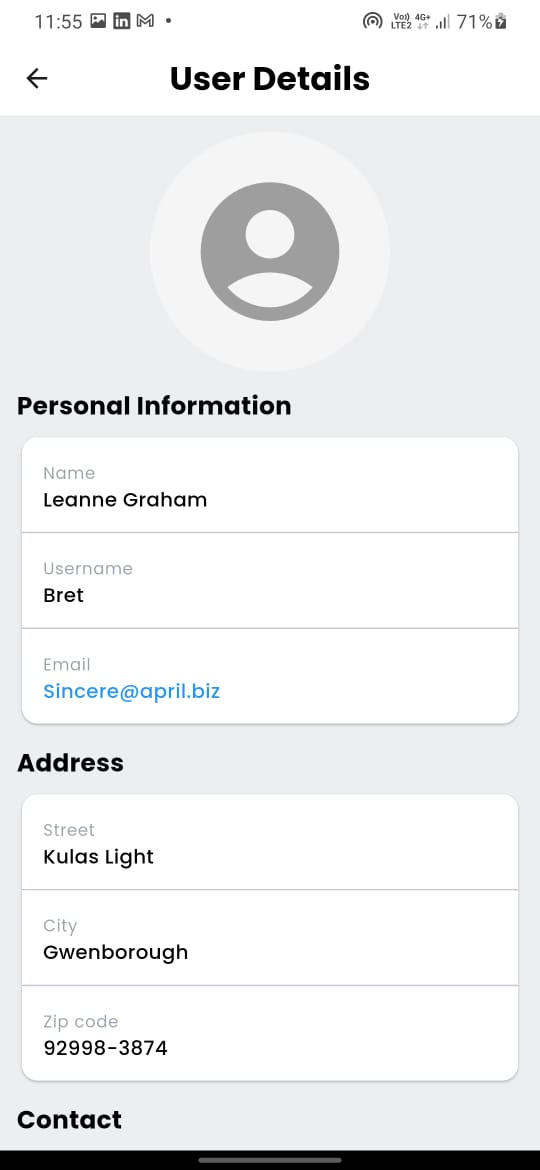 11:55
Vo)) 4G+
LTE2
71%
User Details
Personal Information
Name
Leanne Graham
Username
Bret
Email
Sincere@april.biz
Address
Street
Kulas Light
City
Gwenborough
Zip code
92998-3874
Contact